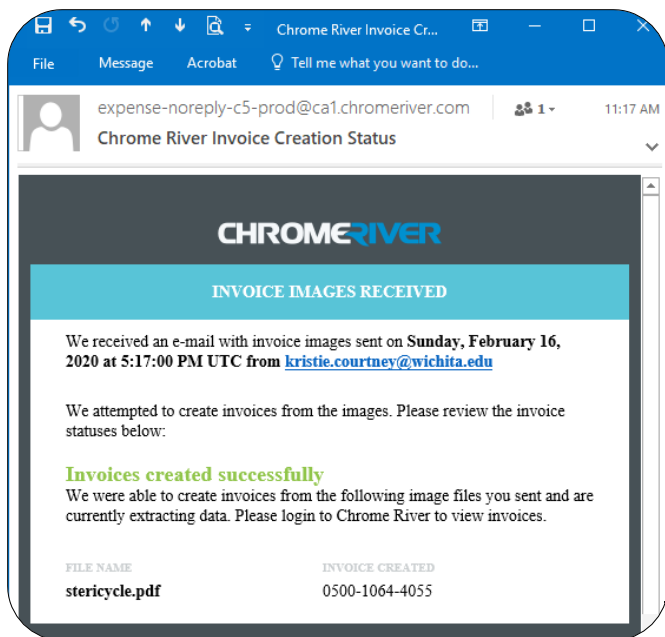 Chrome River Invoice Cr...
File Message Acrobat Tell me what you want to do...
expense-noreply-c5-prod@ca1.chromeriver.com 1 11:17 AM
Chrome River Invoice Creation Status
CHROMERIVER
INVOICE IMAGES RECEIVED
We received an e-mail with invoice images sent on Sunday, February 16,
2020 at 5:17:00 PM UTC from kristie.courtney@wichita.edu
We attempted to create invoices from the images. Please review the invoice
statuses below:
Invoices created successfully
We were able to create invoices from the following image files you sent and are
currently extracting data. Please login to Chrome River to view invoices.
FILE NAME INVOICE CREATED
stericycle.pdf 0500-1064-4055